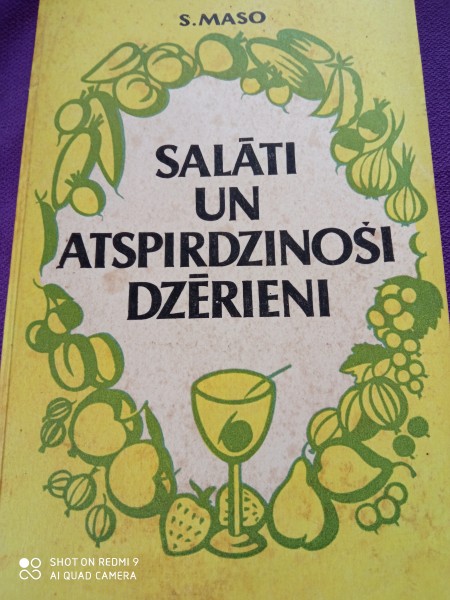 S.MASO
SALĀTI
UN
ATSPIRDZINOŠI
DZĒRIENI
SHOT ON REDMI 9
AI QUAD CAMERA